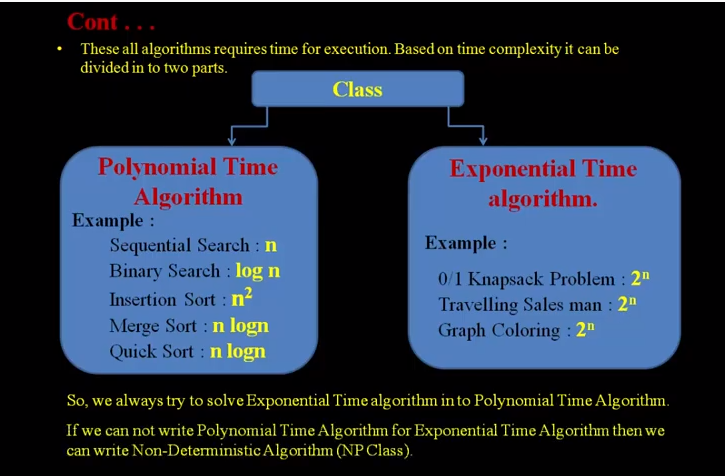 Cont . . .
• These all algorithms requires time for execution. Based on time complexity it can be
divided in to two parts.
Class
Polynomial Time
Algorithm
Example :
Sequential Search : n
Binary Search : log n
Insertion Sort : n²
Merge Sort : n logn
Quick Sort : n logn
Exponential Time
algorithm.
Example :
0/1 Knapsack Problem : 2ⁿ
Travelling Sales man : 2ⁿ
Graph Coloring : 2ⁿ
So, we always try to solve Exponential Time algorithm in to Polynomial Time Algorithm.
If we can not write Polynomial Time Algorithm for Exponential Time Algorithm then we
can write Non-Deterministic Algorithm (NP Class).